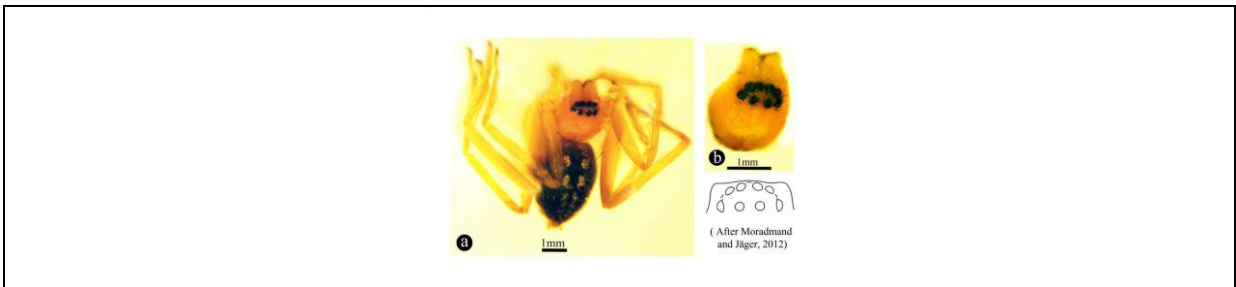 a
1mm
b
1mm
( After Moradmand
and Jäger, 2012)